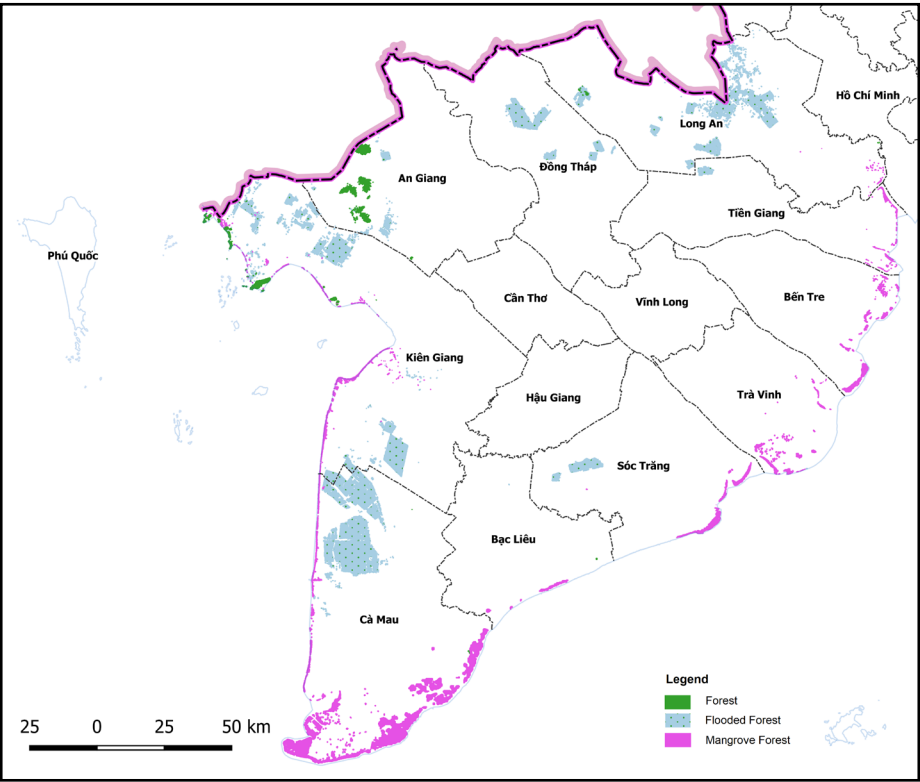 Hồ Chí Minh
Long An
Đồng Tháp
An Giang
Tiền Giang
Phú Quốc
Cần Thơ
Vĩnh Long
Bến Tre
Kiên Giang
Hậu Giang
Trà Vinh
Sóc Trăng
Bạc Liêu
Cà Mau
Legend
Forest
Flooded Forest
Mangrove Forest
25 0 25 50 km